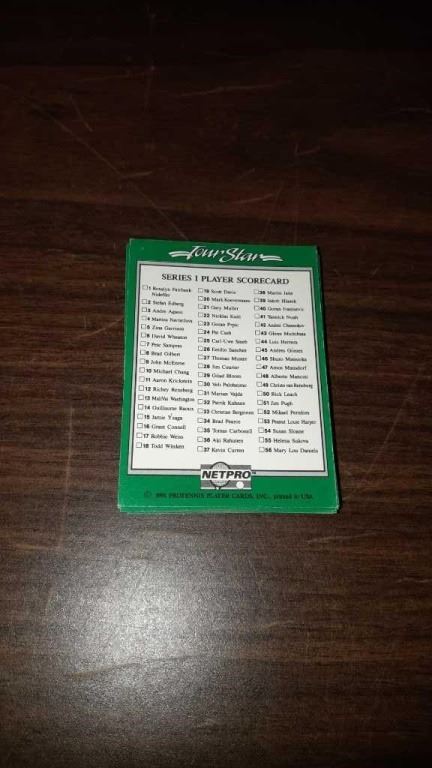 Tour Star
SERIES 1 PLAYER SCORECARD
1 Rosalyn Fairbank-
Nideffer
2 Stefan Edberg
3 Andre Agassi
4 Martina Navratilova
5 Zina Garrison
6 David Wheaton
7 Pete Sampras
8 Brad Gilbert
9 John McEnroe
10 Michael Chang
11 Aaron Krickstein
12 Richey Reneberg
13 MaliVai Washington
14 Guillaume Raoux
15 Jamie Yzaga
16 Grant Connell
17 Robbie Weiss
18 Todd Witsken
19 Scott Davis
20 Mark Koevermans
21 Gary Muller
22 Nicklas Kulti
23 Goran Prpic
24 Pat Cash
25 Carl-Uwe Steeb
26 Emilio Sanchez
27 Thomas Muster
28 Jim Courier
29 Gilad Bloom
30 Veli Paloheimo
31 Marian Vajda
32 Patrik Kuhnen
33 Christian Bergstrom
34 Brad Pearce
35 Tomas Carbonell
36 Aki Rahunen
37 Kevin Curren
38 Martin Jaite
39 Jakob Hlasek
40 Goran Ivanisevic
41 Yannick Noah
42 Andrei Chesnokov
43 Glenn Michibata
44 Luis Herrera
45 Andres Gomez
46 Shuzo Matsuoka
47 Amos Mansdorf
48 Alberto Mancini
49 Christo van Rensburg
50 Rick Leach
51 Jim Pugh
52 Mikael Pernfors
53 Peanut Louie Harper
54 Susan Sloane
55 Helena Sukova
56 Mary Lou Daniels
NETPRO™
© 1991 PROTENNIS PLAYER CARDS, INC., printed in USA